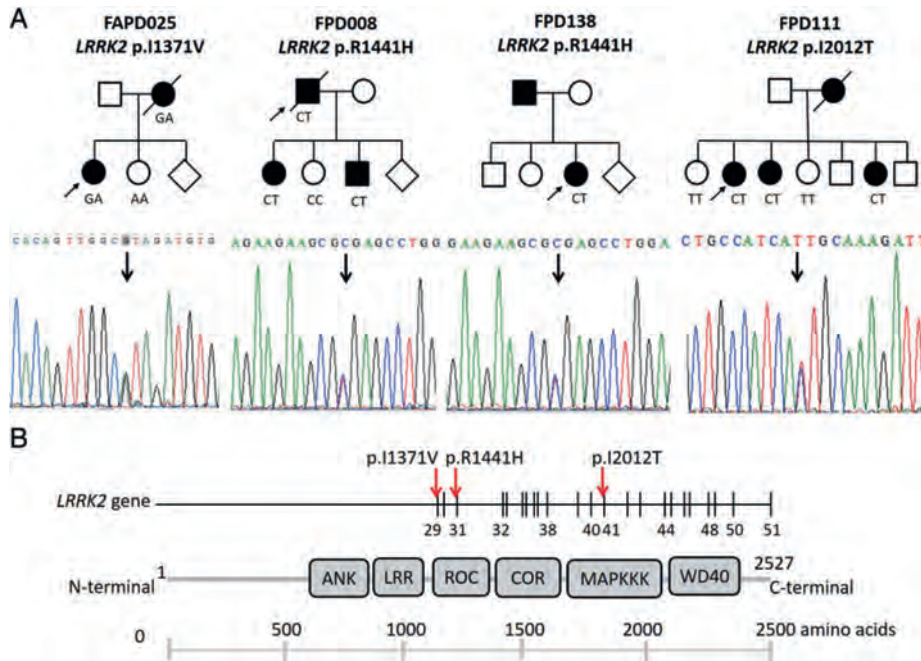 A
FAPD025 FPD008 FPD138 FPD111
LRRK2 p.I1371V LRRK2 p.R1441H LRRK2 p.R1441H LRRK2 p.I2012T
GA CT
GA AA CT CC CT CT TT CT CT TT CT
AGAAGAAGCGCGAGCCTGG GAAGAAGCGCGAGCCTGGA CTGCCATCATTGCAAAGATT
B
p.I1371V p.R1441H p.I2012T
LRRK2 gene
29 31 32 38 40 41 44 48 50 51
1 2527
N-terminal ANK LRR ROC COR MAPKKK WD40 C-terminal
0 500 1000 1500 2000 2500 amino acids